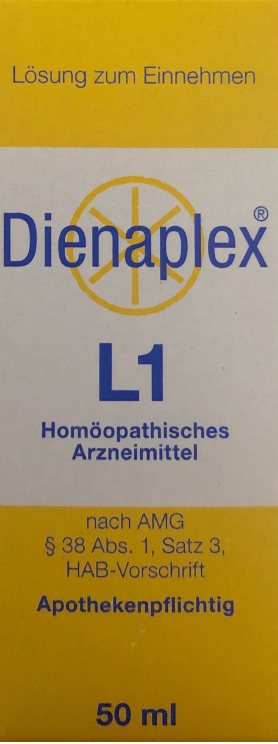 Lösung zum Einnehmen
Dienaplex®
L1
Homöopathisches
Arzneimittel
nach AMG
§ 38 Abs. 1, Satz 3,
HAB-Vorschrift
Apothekenpflichtig
50 ml